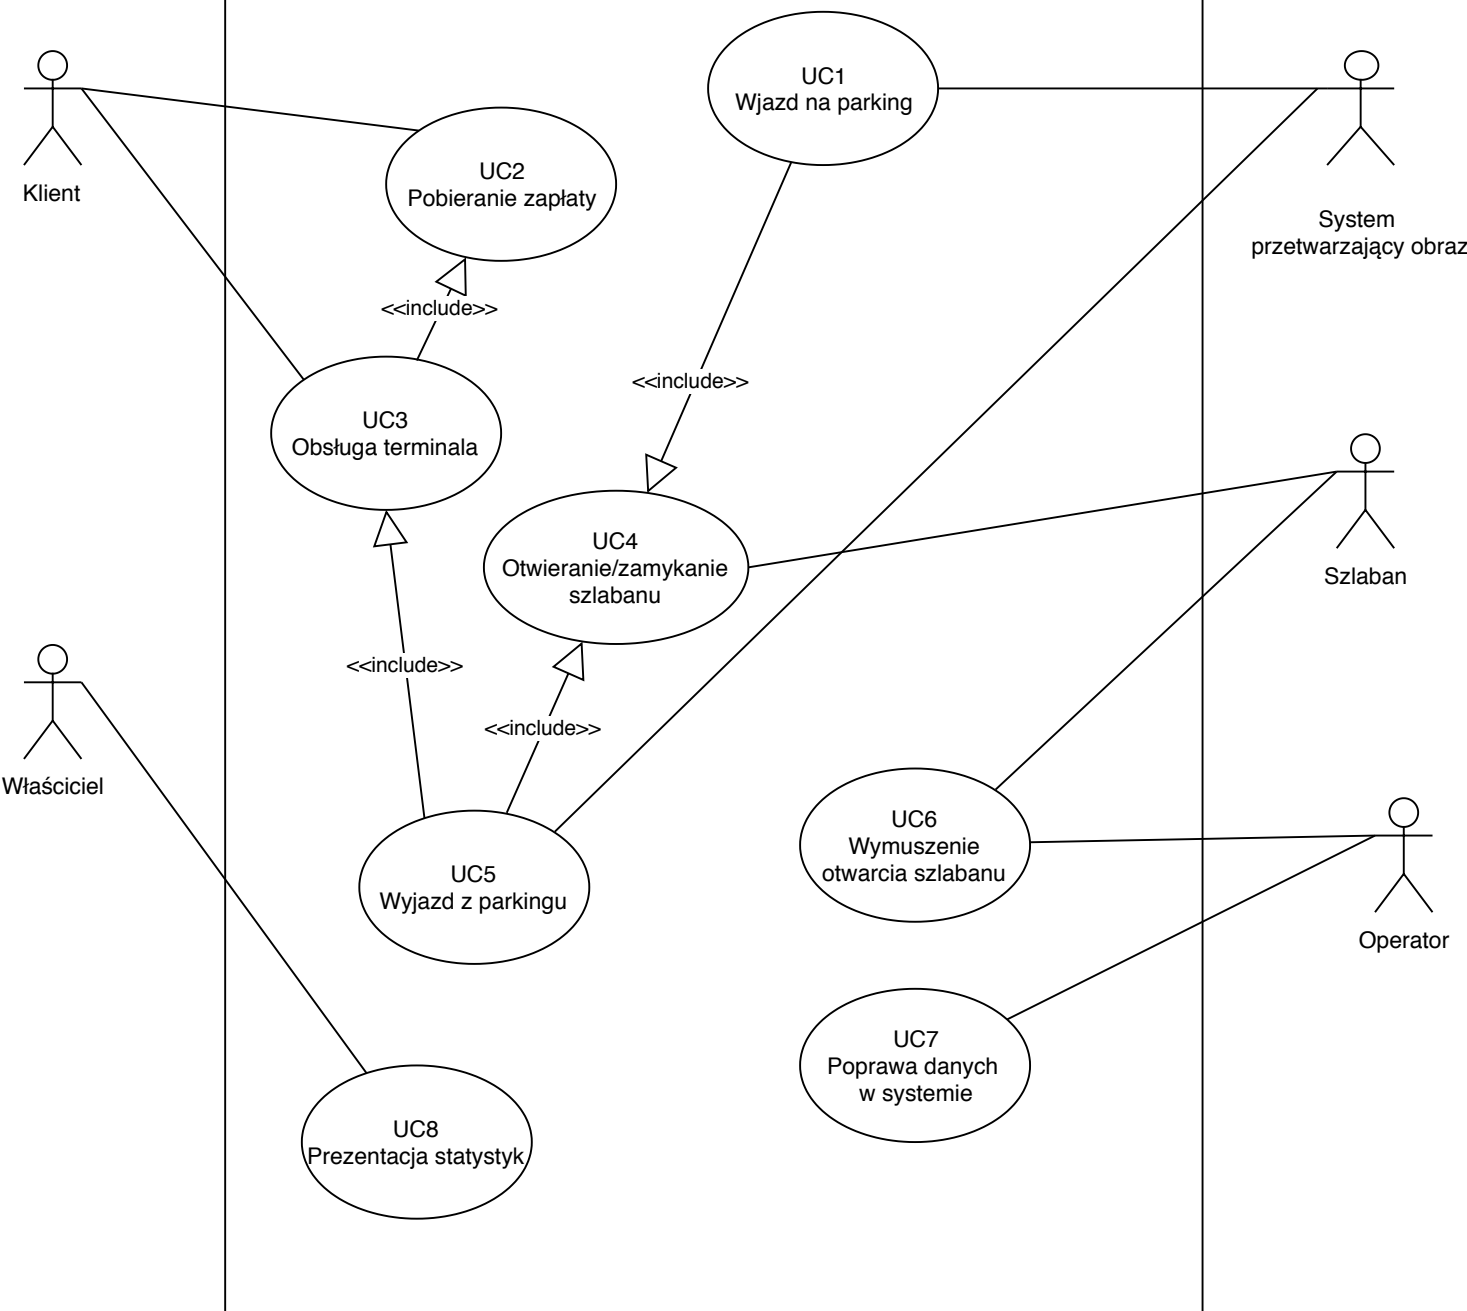 UC1
Wjazd na parking
Klient
UC2
Pobieranie zapłaty
System
przetwarzający obraz
<<include>>
<<include>>
UC3
Obsługa terminala
UC4
Otwieranie/zamykanie
szlabanu
Szlaban
<<include>>
<<include>>
Właściciel
UC5
Wyjazd z parkingu
UC6
Wymuszenie
otwarcia szlabanu
Operator
UC7
Poprawa danych
w systemie
UC8
Prezentacja statystyk